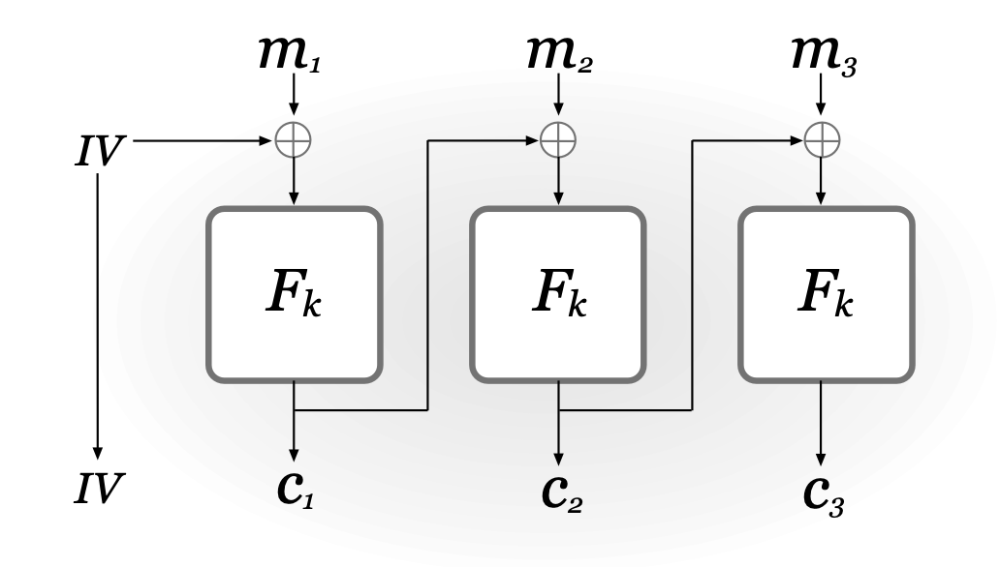 m₁ m₂ m₃
IV
Fₖ Fₖ Fₖ
IV c₁ c₂ c₃